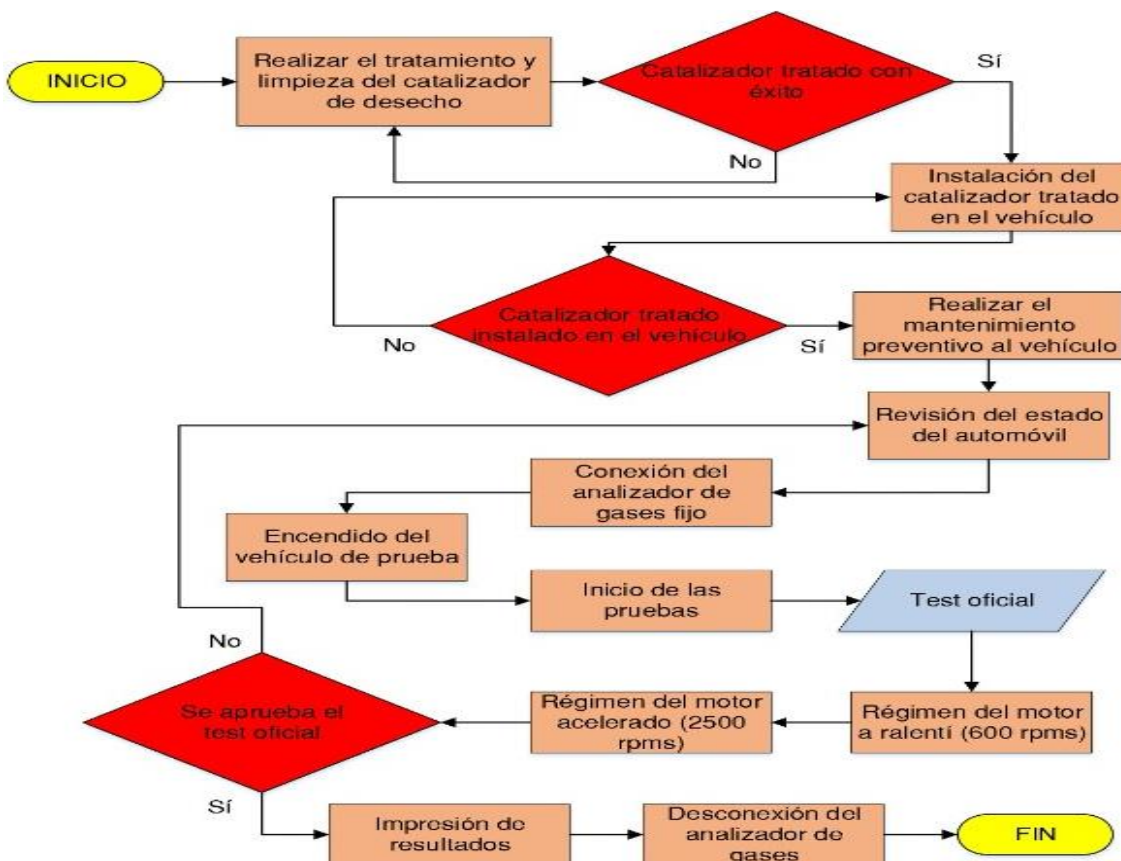 INICIO
Realizar el tratamiento y
limpieza del catalizador
de desecho
Catalizador tratado con
éxito
Sí
No
Instalación del
catalizador tratado
en el vehículo
Catalizador tratado
instalado en el vehículo
No
Sí
Realizar el
mantenimiento
preventivo al vehículo
Revisión del estado
del automóvil
Conexión del
analizador de
gases fijo
Encendido del
vehículo de prueba
Inicio de las
pruebas
Test oficial
Régimen del motor
a ralentí (600 rpms)
Régimen del motor
acelerado (2500
rpms)
Se aprueba el
test oficial
No
Sí
Impresión de
resultados
Desconexión del
analizador de
gases
FIN